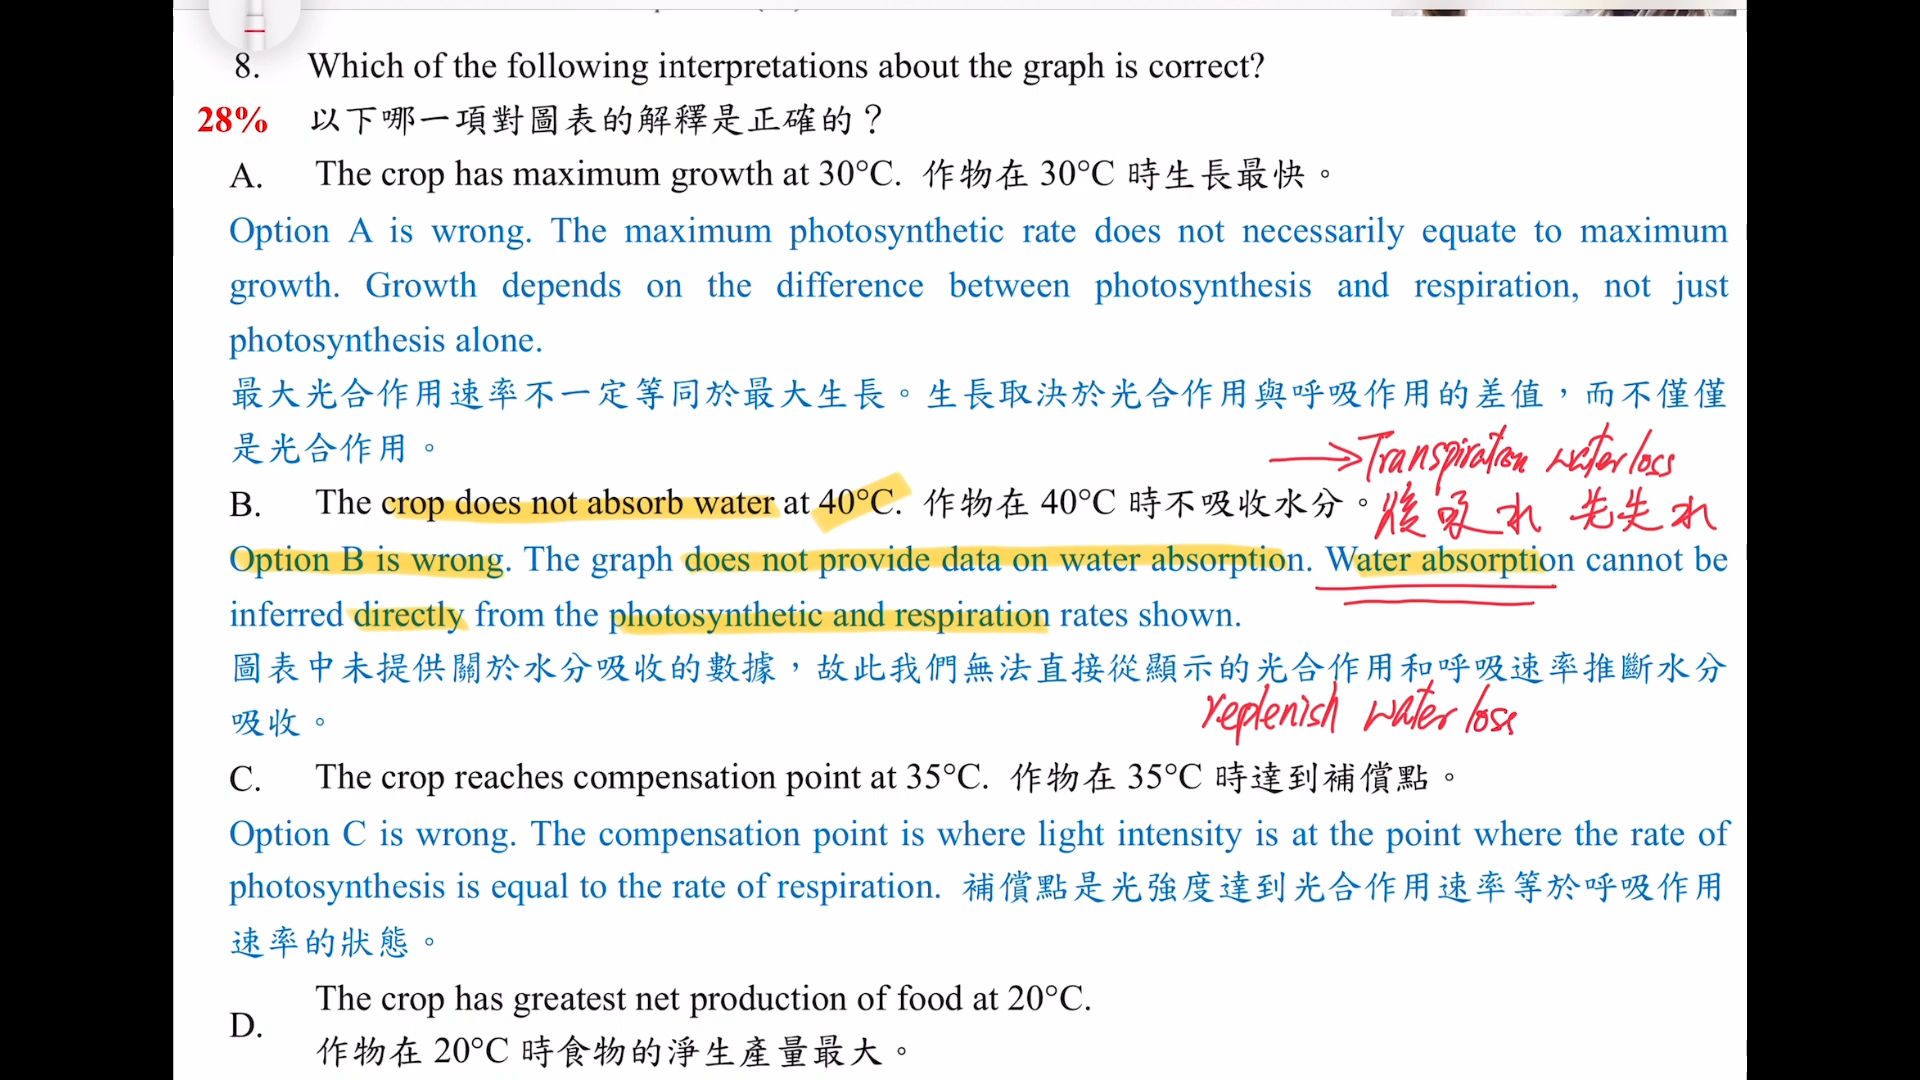 8. Which of the following interpretations about the graph is correct?
28% 以下哪一項對圖表的解釋是正確的？
A. The crop has maximum growth at 30°C. 作物在 30°C 時生長最快。
Option A is wrong. The maximum photosynthetic rate does not necessarily equate to maximum
growth. Growth depends on the difference between photosynthesis and respiration, not just
photosynthesis alone.
最大光合作用速率不一定等同於最大生長。生長取決於光合作用與呼吸作用的差值，而不僅僅
是光合作用。
→Transpiration water loss
B. The crop does not absorb water at 40°C. 作物在 40°C 時不吸收水分。
後吸水 先失水
Option B is wrong. The graph does not provide data on water absorption. Water absorption cannot be
inferred directly from the photosynthetic and respiration rates shown.
圖表中未提供關於水分吸收的數據，故此我們無法直接從顯示的光合作用和呼吸速率推斷水分
吸收。
replenish water loss
C. The crop reaches compensation point at 35°C. 作物在 35°C 時達到補償點。
Option C is wrong. The compensation point is where light intensity is at the point where the rate of
photosynthesis is equal to the rate of respiration. 補償點是光強度達到光合作用速率等於呼吸作用
速率的狀態。
D. The crop has greatest net production of food at 20°C.
作物在 20°C 時食物的淨生產量最大。